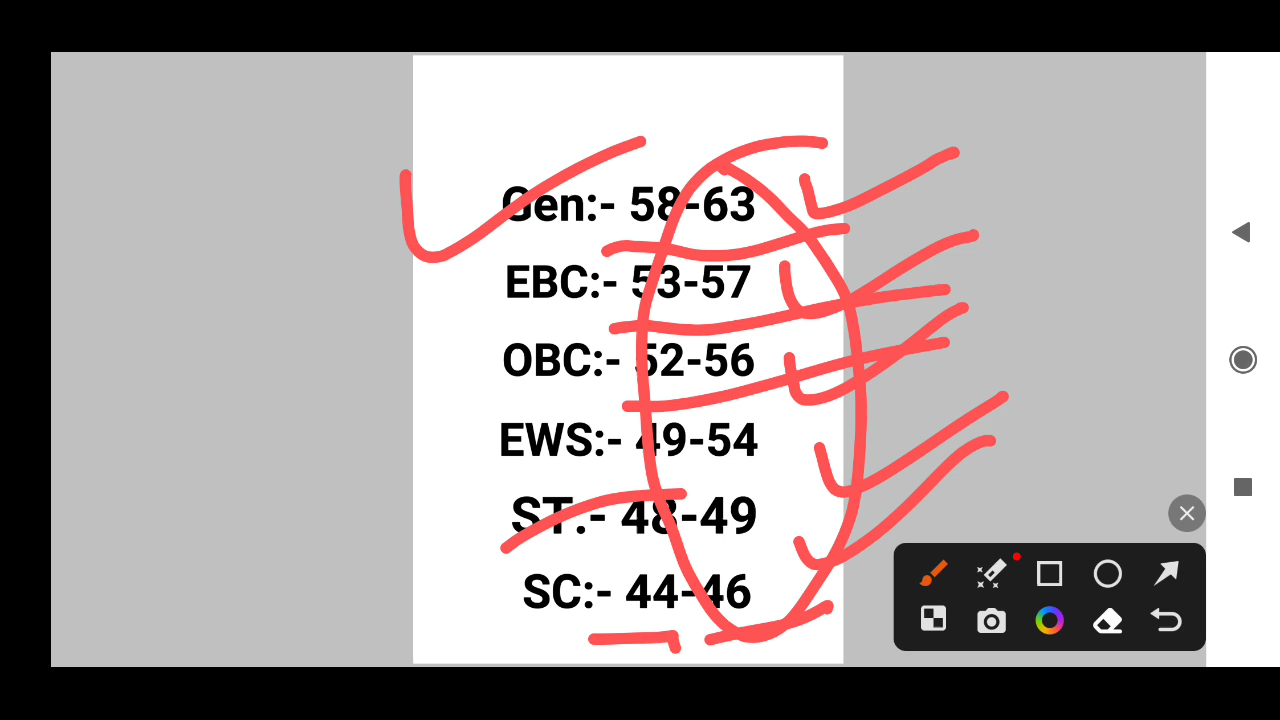 Gen:- 58-63
EBC:- 53-57
OBC:- 52-56
EWS:- 49-54
ST:- 48-49
SC:- 44-46